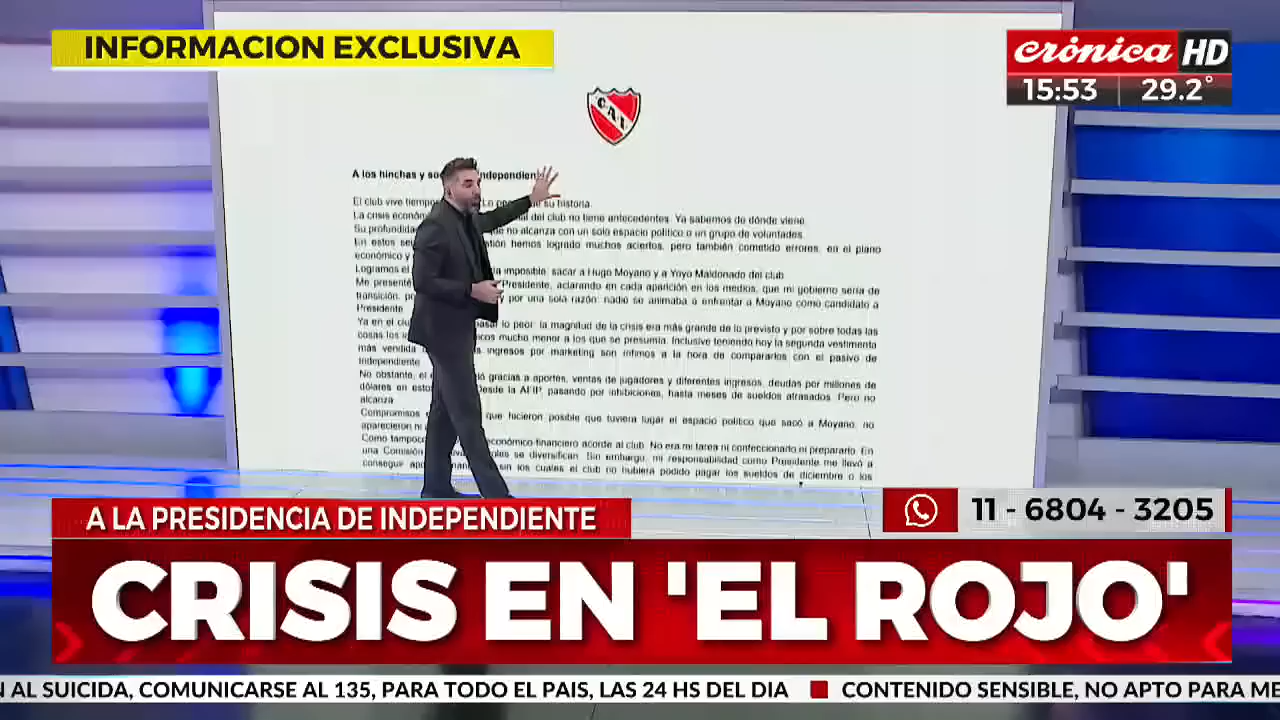 INFORMACION EXCLUSIVA
crónica HD
15:53 29.2°
C.A.I.
A los hinchas y so Independien
El club vive tiempo Lo pe de su historia.
La crisis económ al del club no tiene antecedentes. Ya sabemos de dónde viene.
Su profundida que no alcanza con un solo espacio político o un grupo de voluntades.
En estos se tión hemos logrado muchos aciertos, pero también cometido errores, en el plano
económico y
Logramos el ra imposible: sacar a Hugo Moyano y a Yoyo Maldonado del club.
Me presenté Presidente, aclarando en cada aparición en los medios, que mi gobierno sería de
transición, p y por una sola razón: nadie se animaba a enfrentar a Moyano como candidato a
Presidente
Ya en el clu pasar lo peor: la magnitud de la crisis era más grande de lo previsto y por sobre todas las
cosas los i icos mucho menor a los que se presumía. Inclusive teniendo hoy la segunda vestimenta
más vendida s ingresos por marketing son ínfimos a la hora de compararlos con el pasivo de
Independiente
No obstante, el ó gracias a aportes, ventas de jugadores y diferentes ingresos, deudas por millones de
dólares en esto Desde la AFIP, pasando por inhibiciones, hasta meses de sueldos atrasados. Pero no
alcanza
Compromisos que hicieron posible que tuviera lugar el espacio político que sacó a Moyano, no
aparecieron ni
Como tampoco económico-financiero acorde al club. No era mi tarea ni confeccionarlo ni prepararlo. En
una Comisión roles se diversifican. Sin embargo, mi responsabilidad como Presidente me llevó a
conseguir apo sin los cuales el club no hubiera podido pagar los sueldos de diciembre o los
A LA PRESIDENCIA DE INDEPENDIENTE
11 - 6804 - 3205
CRISIS EN 'EL ROJO'
N AL SUICIDA, COMUNICARSE AL 135, PARA TODO EL PAIS, LAS 24 HS DEL DIA CONTENIDO SENSIBLE, NO APTO PARA ME